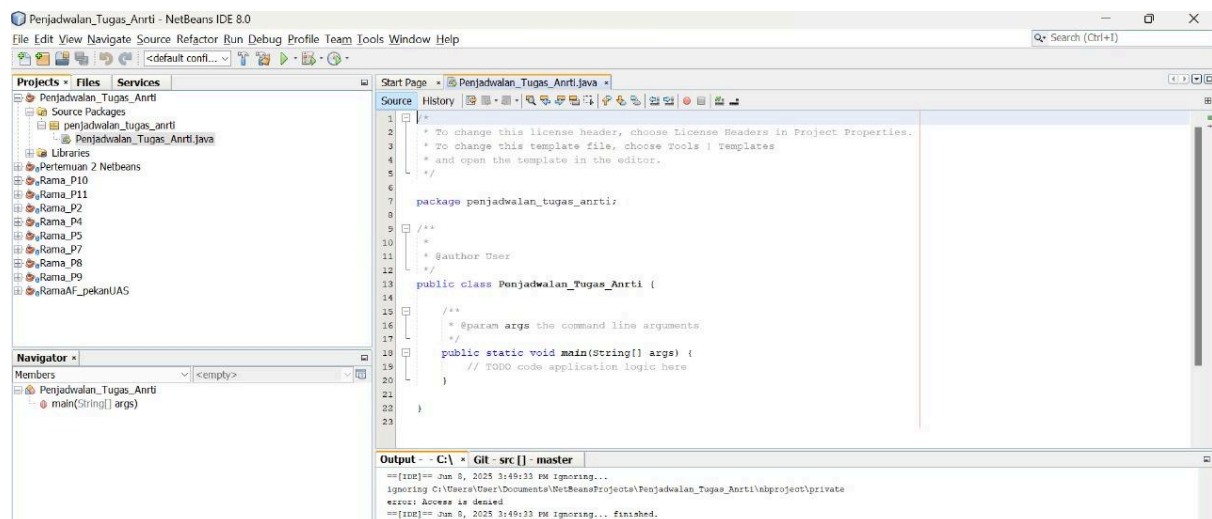 Penjadwalan_Tugas_Anrti - NetBeans IDE 8.0
File Edit View Navigate Source Refactor Run Debug Profile Team Tools Window Help
Search (Ctrl+I)
<default confi...
Projects Files Services
Penjadwalan_Tugas_Anrti
Source Packages
penjadwalan_tugas_anrti
Penjadwalan_Tugas_Anrti.java
Libraries
Pertemuan 2 Netbeans
Rama_P10
Rama_P11
Rama_P2
Rama_P4
Rama_P5
Rama_P7
Rama_P8
Rama_P9
RamaAF_pekanUAS
Navigator
Members <empty>
Penjadwalan_Tugas_Anrti
main(String[] args)
Start Page Penjadwalan_Tugas_Anrti.java
Source History
1 /*
2 * To change this license header, choose License Headers in Project Properties.
3 * To change this template file, choose Tools | Templates
4 * and open the template in the editor.
5 */
6
7 package penjadwalan_tugas_anrti;
8
9 /**
10 *
11 * @author User
12 */
13 public class Penjadwalan_Tugas_Anrti {
14
15 /**
16 * @param args the command line arguments
17 */
18 public static void main(String[] args) {
19 // TODO code application logic here
20 }
21
22 }
23
Output - - C:\ Git - src [] - master
==[IDE]== Jun 8, 2025 3:49:33 PM Ignoring...
ignoring C:\Users\User\Documents\NetBeansProjects\Penjadwalan_Tugas_Anrti\nbproject\private
error: Access is denied
==[IDE]== Jun 8, 2025 3:49:33 PM Ignoring... finished.